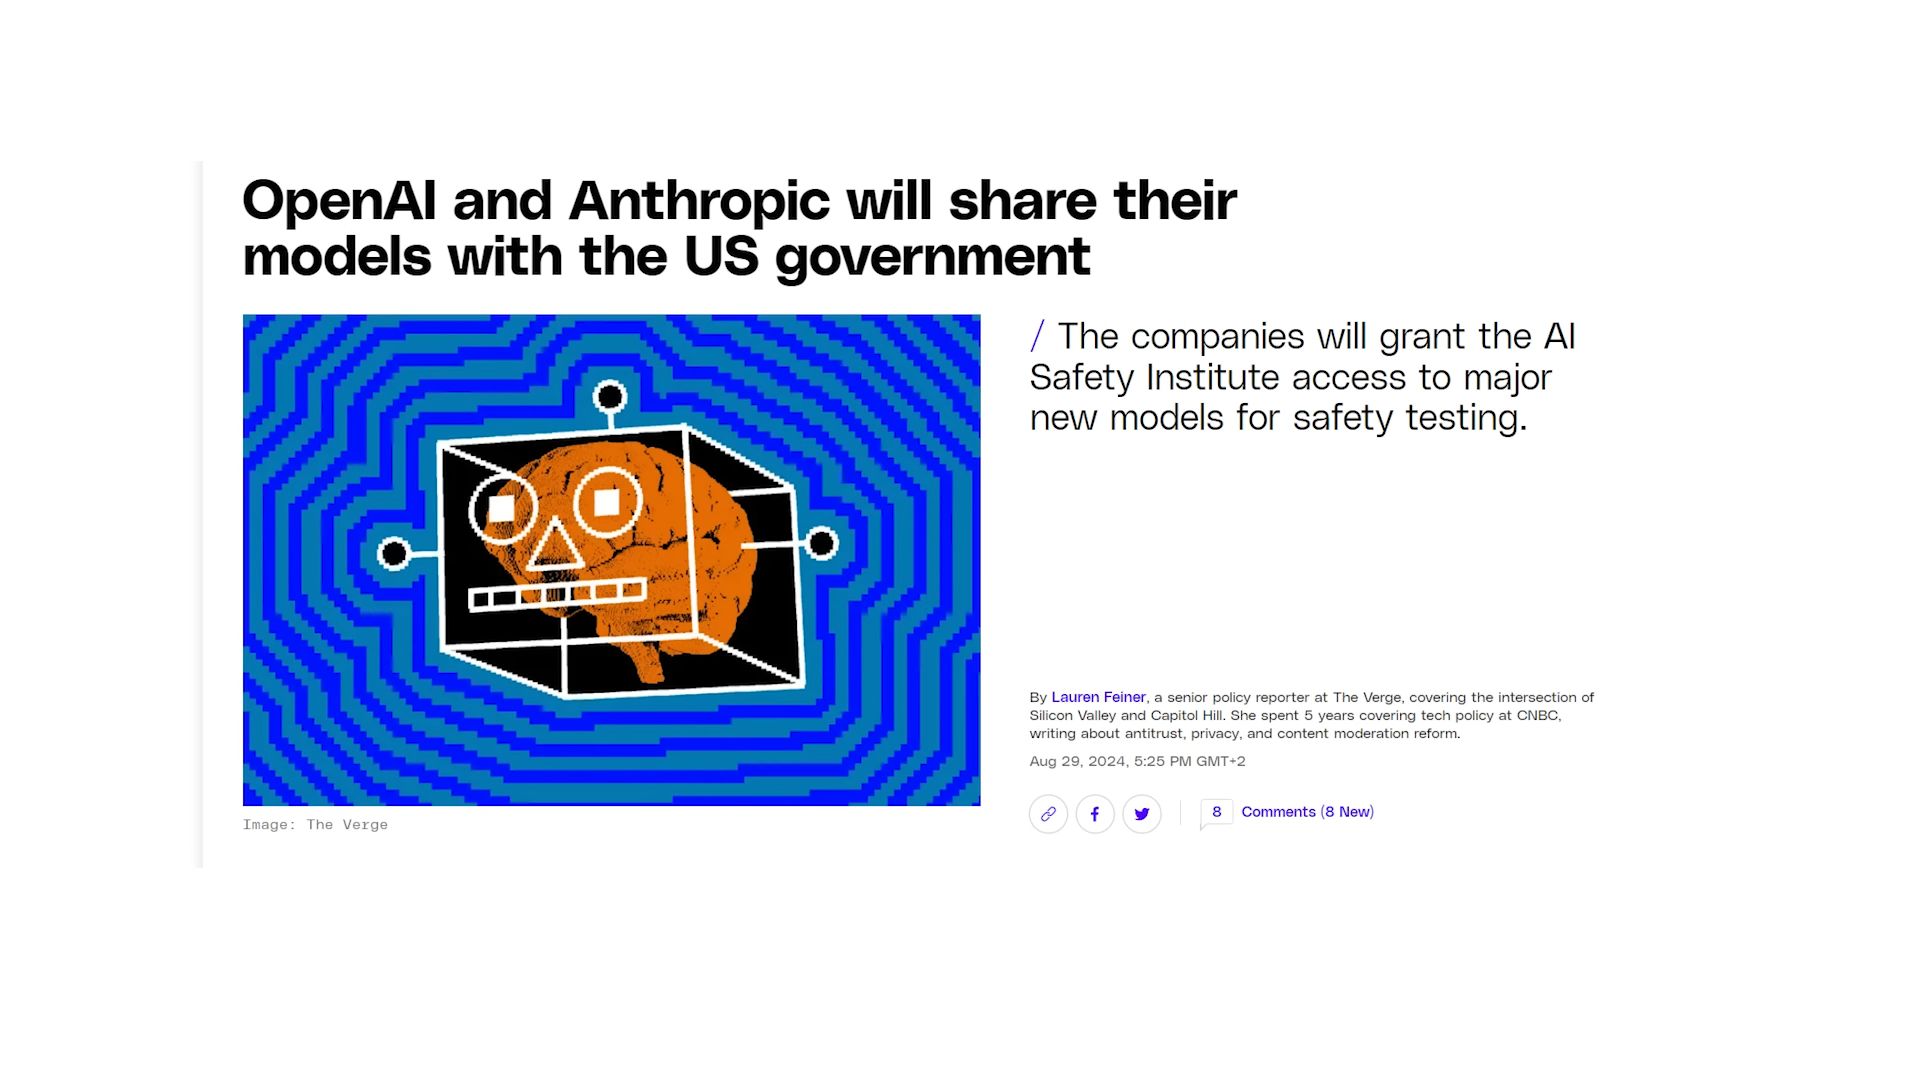 OpenAI and Anthropic will share their
models with the US government
/ The companies will grant the AI
Safety Institute access to major
new models for safety testing.
By Lauren Feiner, a senior policy reporter at The Verge, covering the intersection of
Silicon Valley and Capitol Hill. She spent 5 years covering tech policy at CNBC,
writing about antitrust, privacy, and content moderation reform.
Aug 29, 2024, 5:25 PM GMT+2
8 Comments (8 New)
Image: The Verge